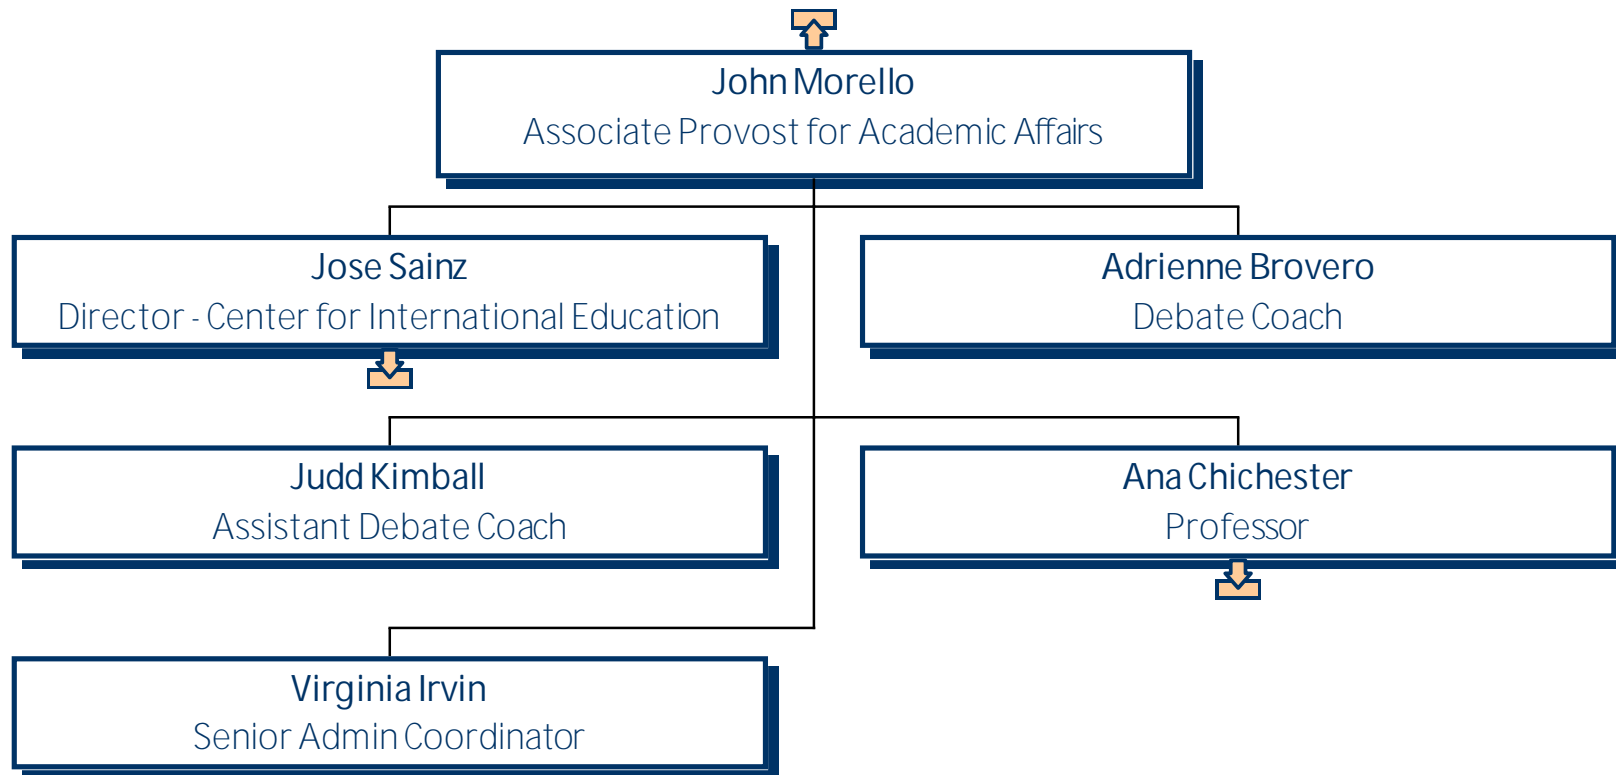 John Morello
Associate Provost for Academic Affairs
Jose Sainz
Director - Center for International Education
Adrienne Brovero
Debate Coach
Judd Kimball
Assistant Debate Coach
Ana Chichester
Professor
Virginia Irvin
Senior Admin Coordinator